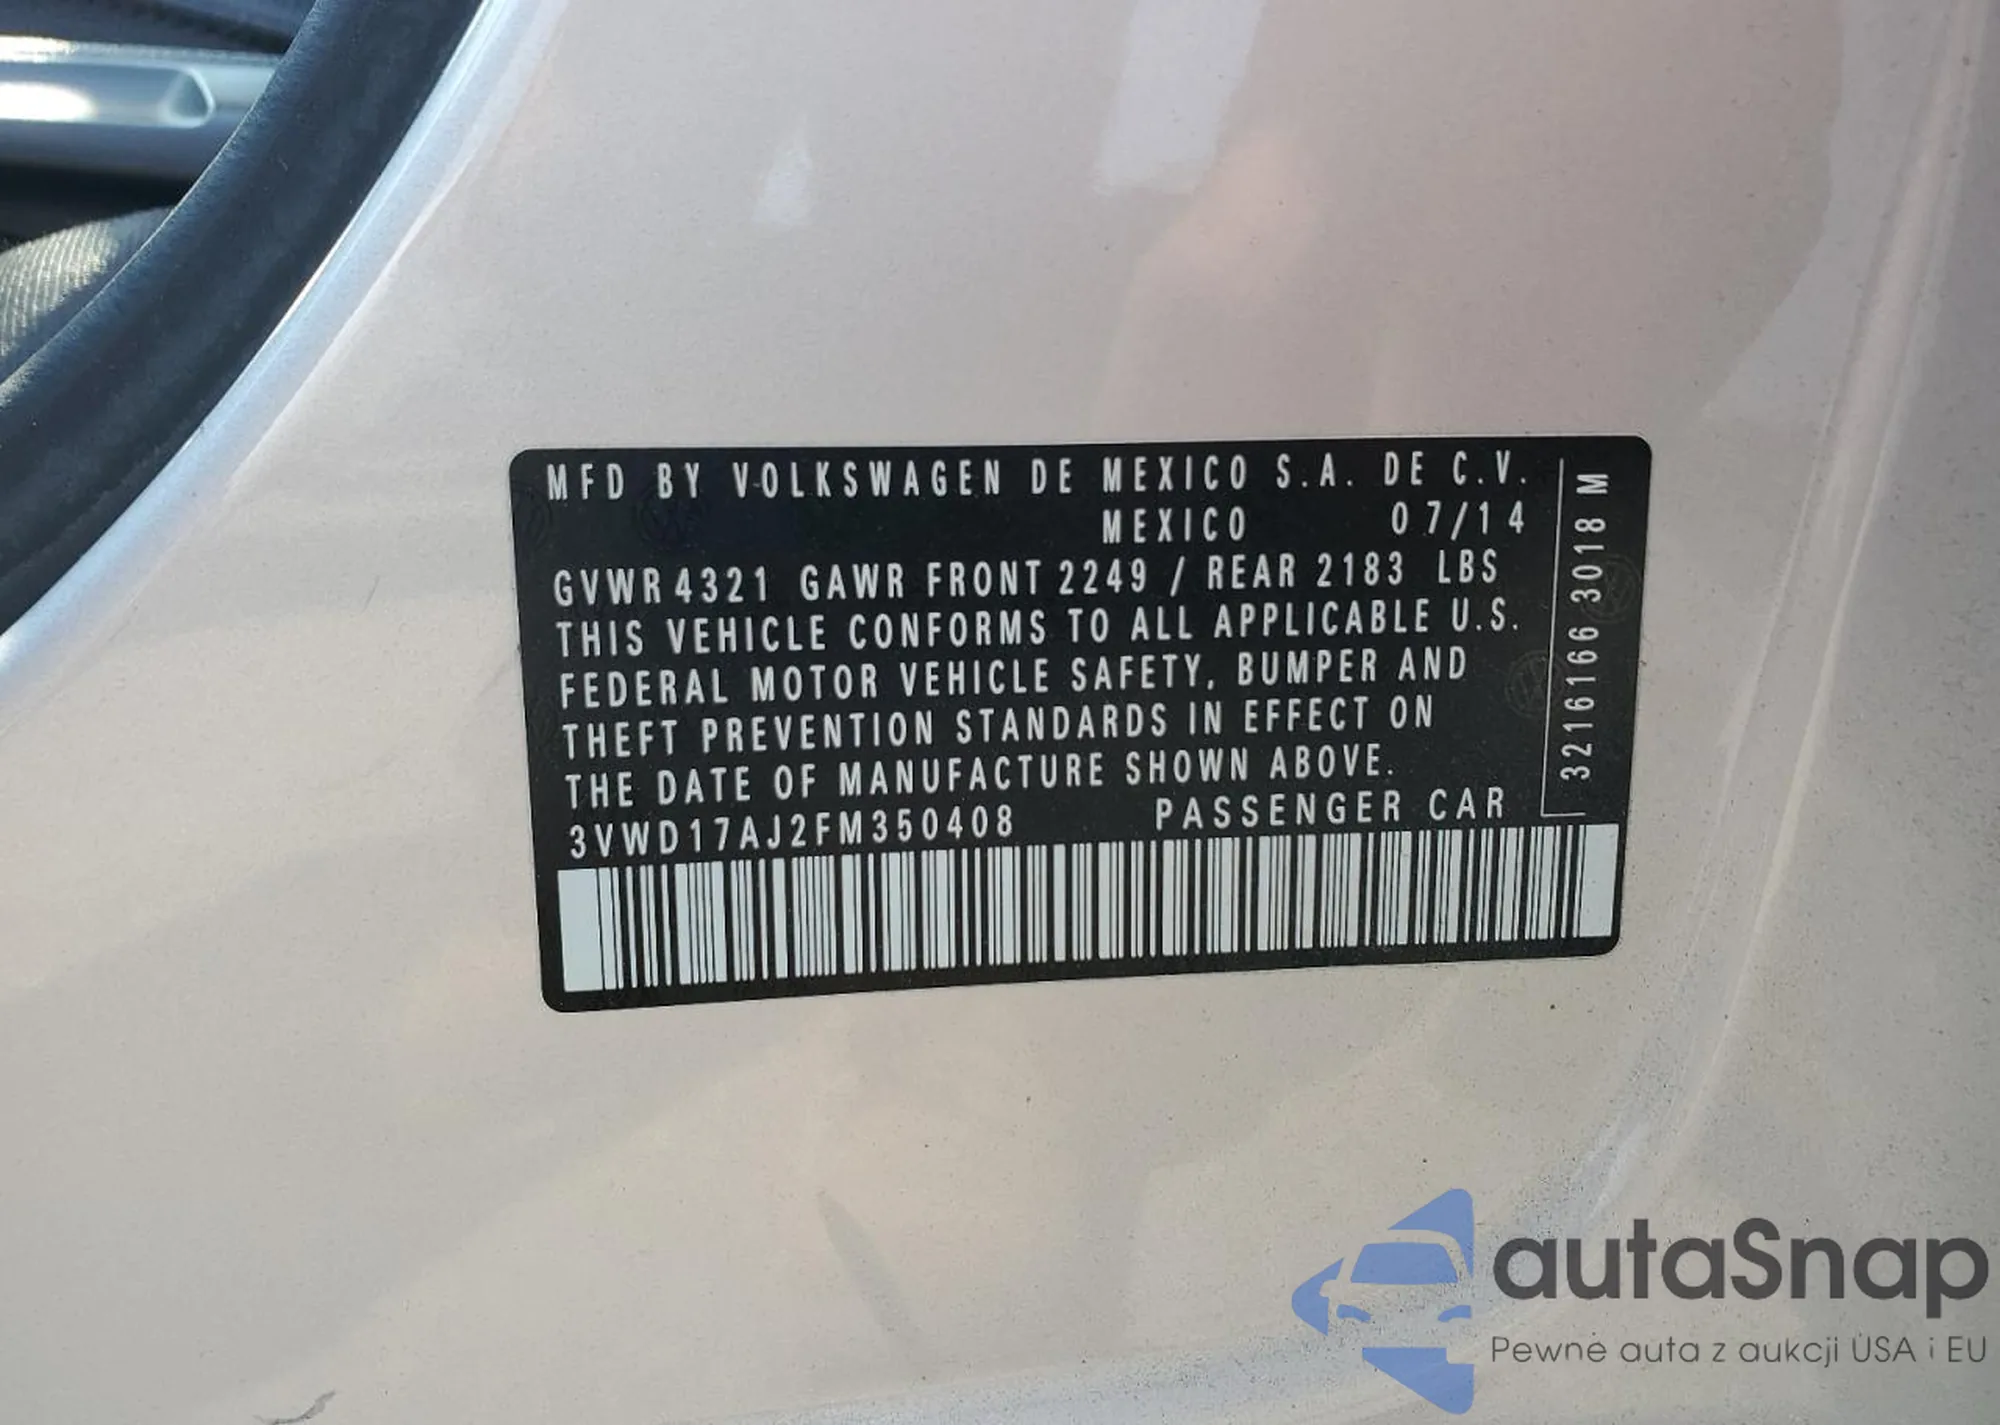 MFD BY VOLKSWAGEN DE MEXICO S.A. DE C.V.
MEXICO 07/14
GVWR 4321 GAWR FRONT 2249 / REAR 2183 LBS
THIS VEHICLE CONFORMS TO ALL APPLICABLE U.S.
FEDERAL MOTOR VEHICLE SAFETY, BUMPER AND
THEFT PREVENTION STANDARDS IN EFFECT ON
THE DATE OF MANUFACTURE SHOWN ABOVE.
3VWD17AJ2FM350408 PASSENGER CAR
3216166 3018 M
autaSnap
Pewne auta z aukcji USA i EU